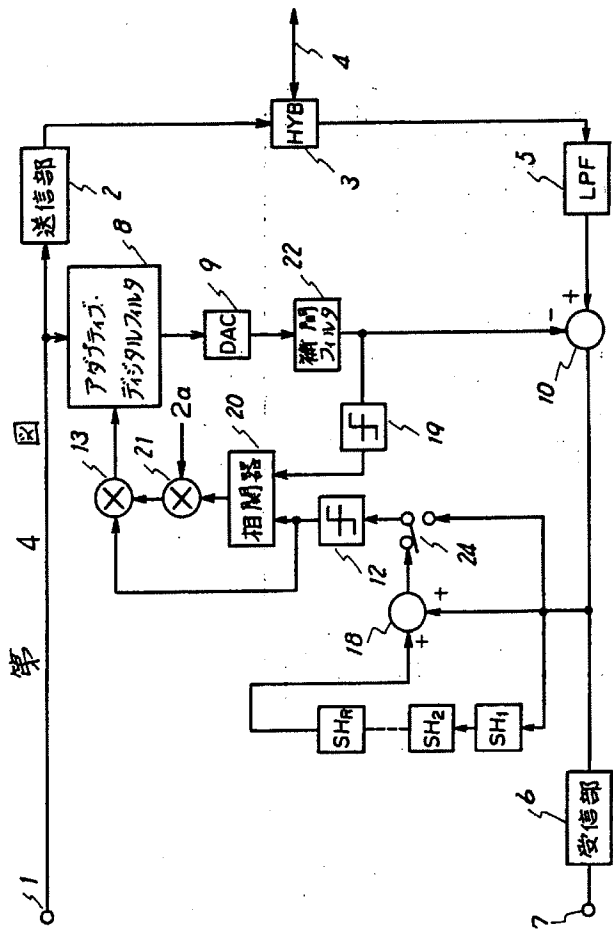 第 4 図
1
送信部
2
HYB
3
4
アダプティブ・
ディジタルフィルタ
8
DAC
9
補間
フィルタ
22
13
21
2a
相関器
20
19
12
24
18
SHR
SH2
SH1
LPF
5
10
+
-
+
+
受信部
6
7